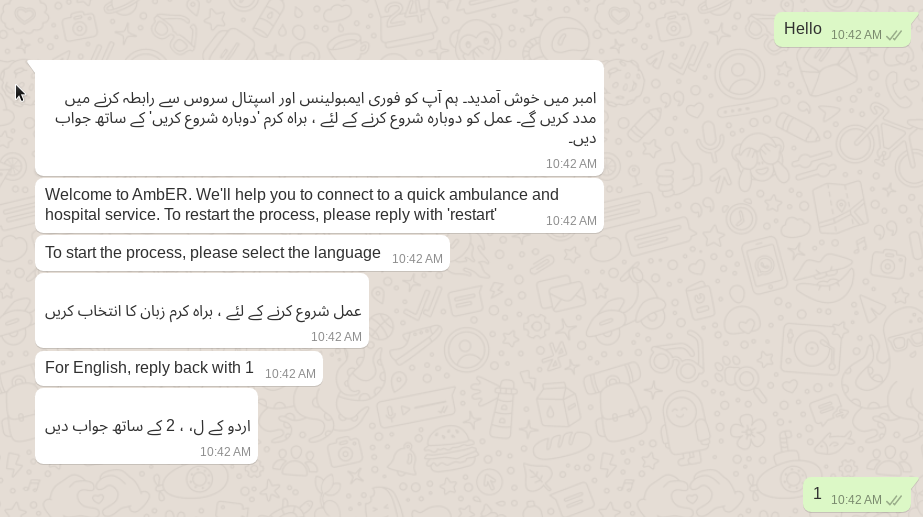 Hello 10:42 AM
امبر میں خوش آمدید۔ ہم آپ کو فوری ایمبولینس اور اسپتال سروس سے رابطہ کرنے میں
مدد کریں گے۔ عمل کو دوبارہ شروع کرنے کے لئے ، براہ کرم 'دوبارہ شروع کریں' کے ساتھ جواب
دیں۔
10:42 AM
Welcome to AmbER. We'll help you to connect to a quick ambulance and
hospital service. To restart the process, please reply with 'restart' 10:42 AM
To start the process, please select the language 10:42 AM
عمل شروع کرنے کے لئے ، براہ کرم زبان کا انتخاب کریں
10:42 AM
For English, reply back with 1 10:42 AM
اردو کے ل، ، 2 کے ساتھ جواب دیں
10:42 AM
1 10:42 AM